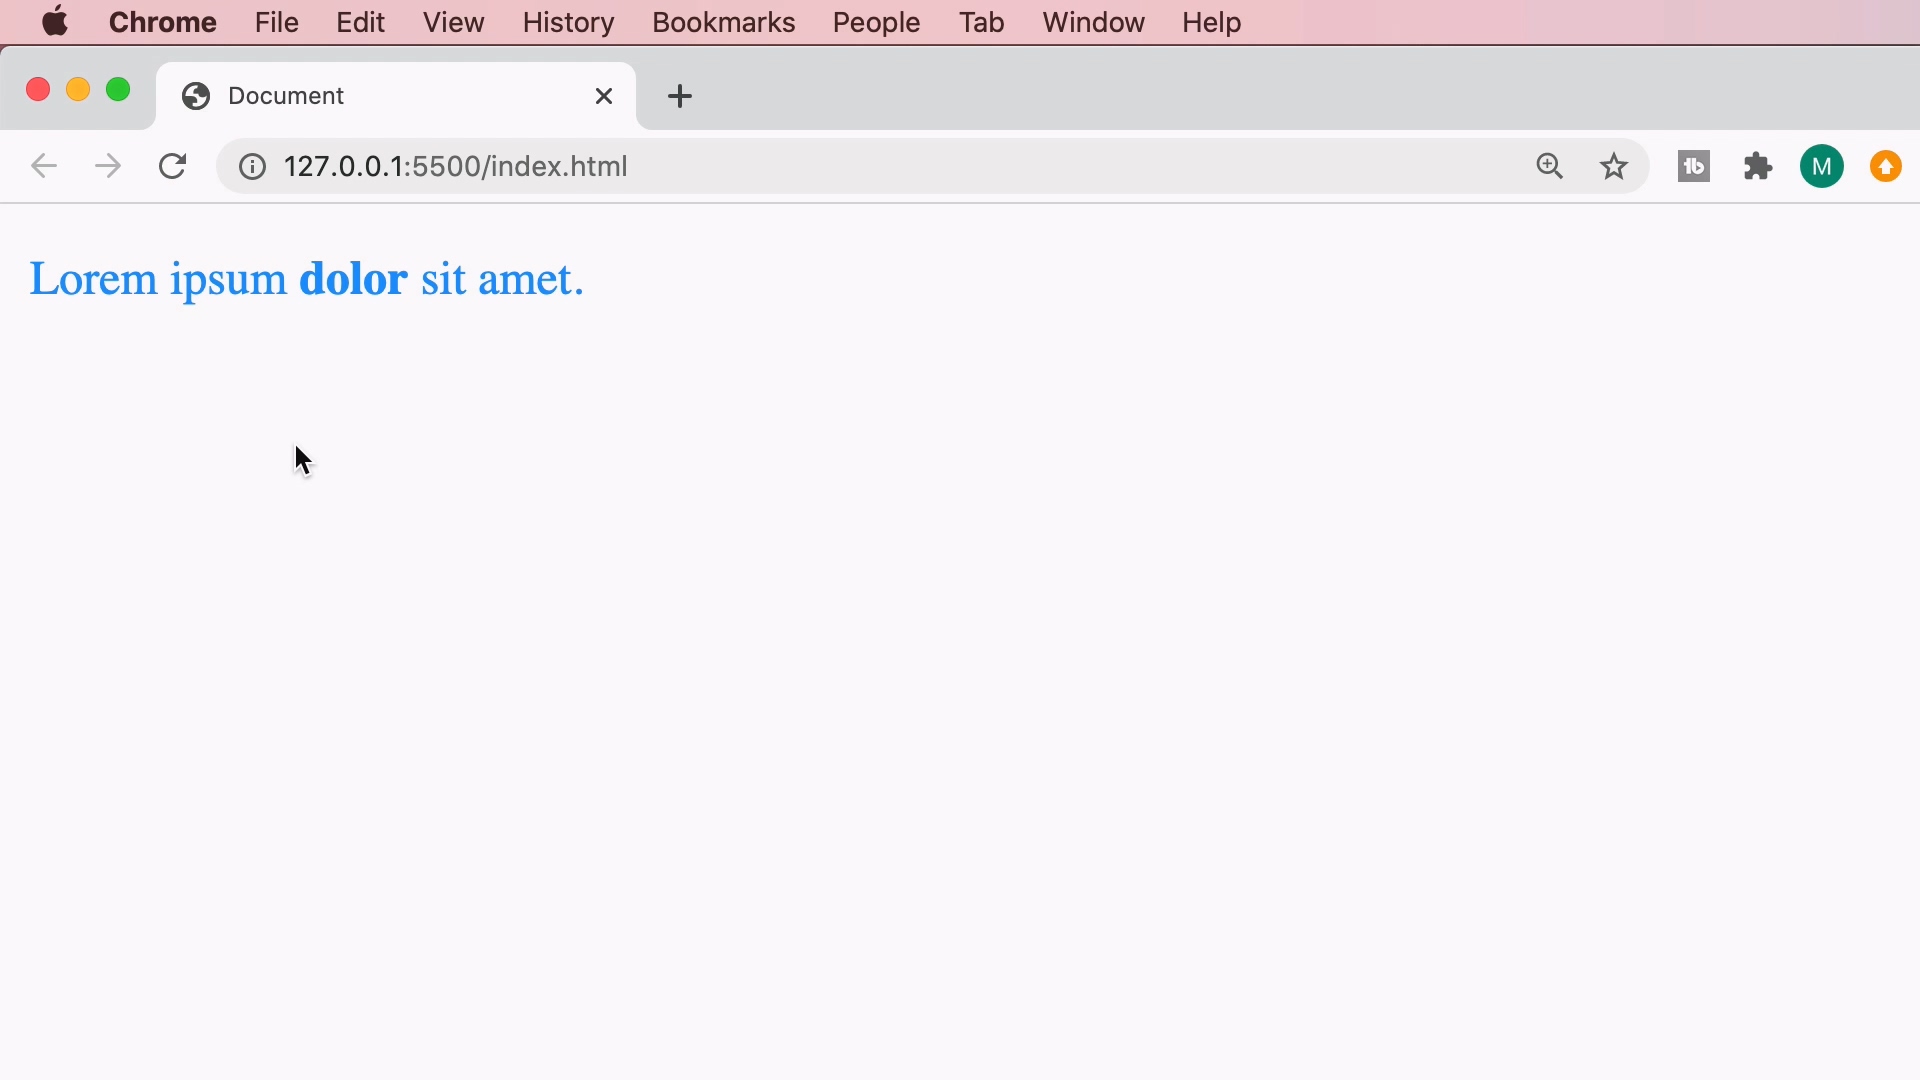 Chrome File Edit View History Bookmarks People Tab Window Help
Document
127.0.0.1:5500/index.html
M
Lorem ipsum dolor sit amet.